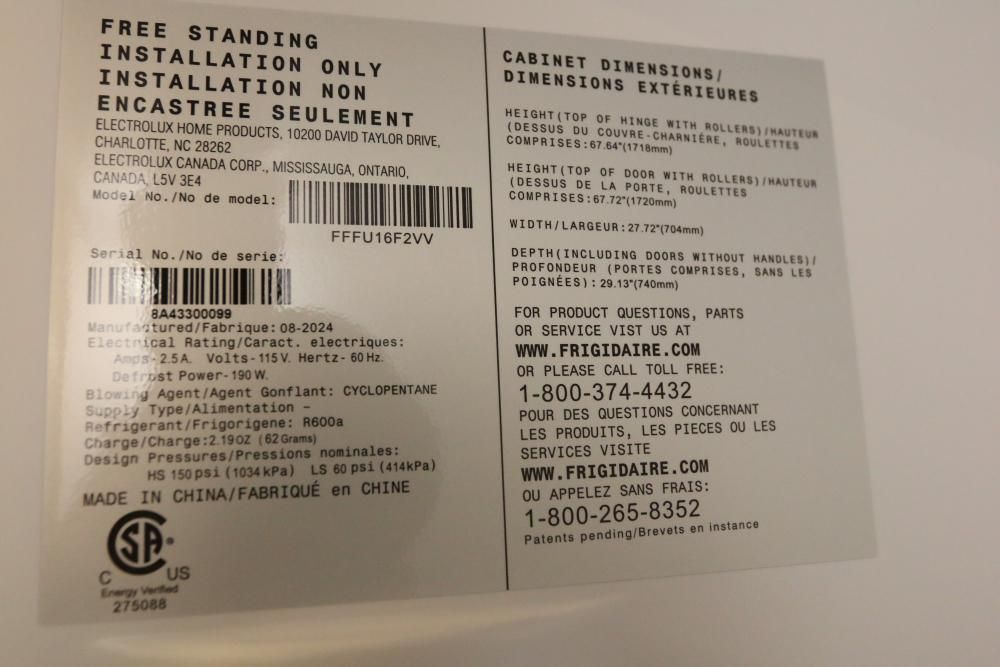 FREE STANDING
INSTALLATION ONLY
INSTALLATION NON
ENCASTREE SEULEMENT
ELECTROLUX HOME PRODUCTS, 10200 DAVID TAYLOR DRIVE,
CHARLOTTE, NC 28262
ELECTROLUX CANADA CORP., MISSISSAUGA, ONTARIO,
CANADA, L5V 3E4
Model No./No de model:
FFFU16F2VV
Serial No./No de serie:
8A43300099
Manufactured/Fabrique: 08-2024
Electrical Rating/Caract. electriques:
Amps- 2.5 A. Volts- 115 V. Hertz- 60 Hz.
Defrost Power- 190 W.
Blowing Agent/Agent Gonflant: CYCLOPENTANE
Supply Type/Alimentation –
Refrigerant/Frigorigene: R600a
Charge/Charge:2.19OZ (62Grams)
Design Pressures/Pressions nominales:
HS 150 psi (1034 kPa) LS 60 psi (414kPa)
MADE IN CHINA/FABRIQUÉ en CHINE
SA
C US
Energy Verified
275088
CABINET DIMENSIONS/
DIMENSIONS EXTÉRIEURES
HEIGHT(TOP OF HINGE WITH ROLLERS)/HAUTEUR
(DESSUS DU COUVRE-CHARNIÈRE, ROULETTES
COMPRISES:67.64"(1718mm)
HEIGHT(TOP OF DOOR WITH ROLLERS)/HAUTEUR
(DESSUS DE LA PORTE, ROULETTES
COMPRISES:67.72"(1720mm)
WIDTH/LARGEUR:27.72"(704mm)
DEPTH(INCLUDING DOORS WITHOUT HANDLES)/
PROFONDEUR (PORTES COMPRISES, SANS LES
POIGNÉES):29.13"(740mm)
FOR PRODUCT QUESTIONS, PARTS
OR SERVICE VIST US AT
WWW.FRIGIDAIRE.COM
OR PLEASE CALL TOLL FREE:
1-800-374-4432
POUR DES QUESTIONS CONCERNANT
LES PRODUITS, LES PIECES OU LES
SERVICES VISITE
WWW.FRIGIDAIRE.COM
OU APPELEZ SANS FRAIS:
1-800-265-8352
Patents pending/Brevets en instance